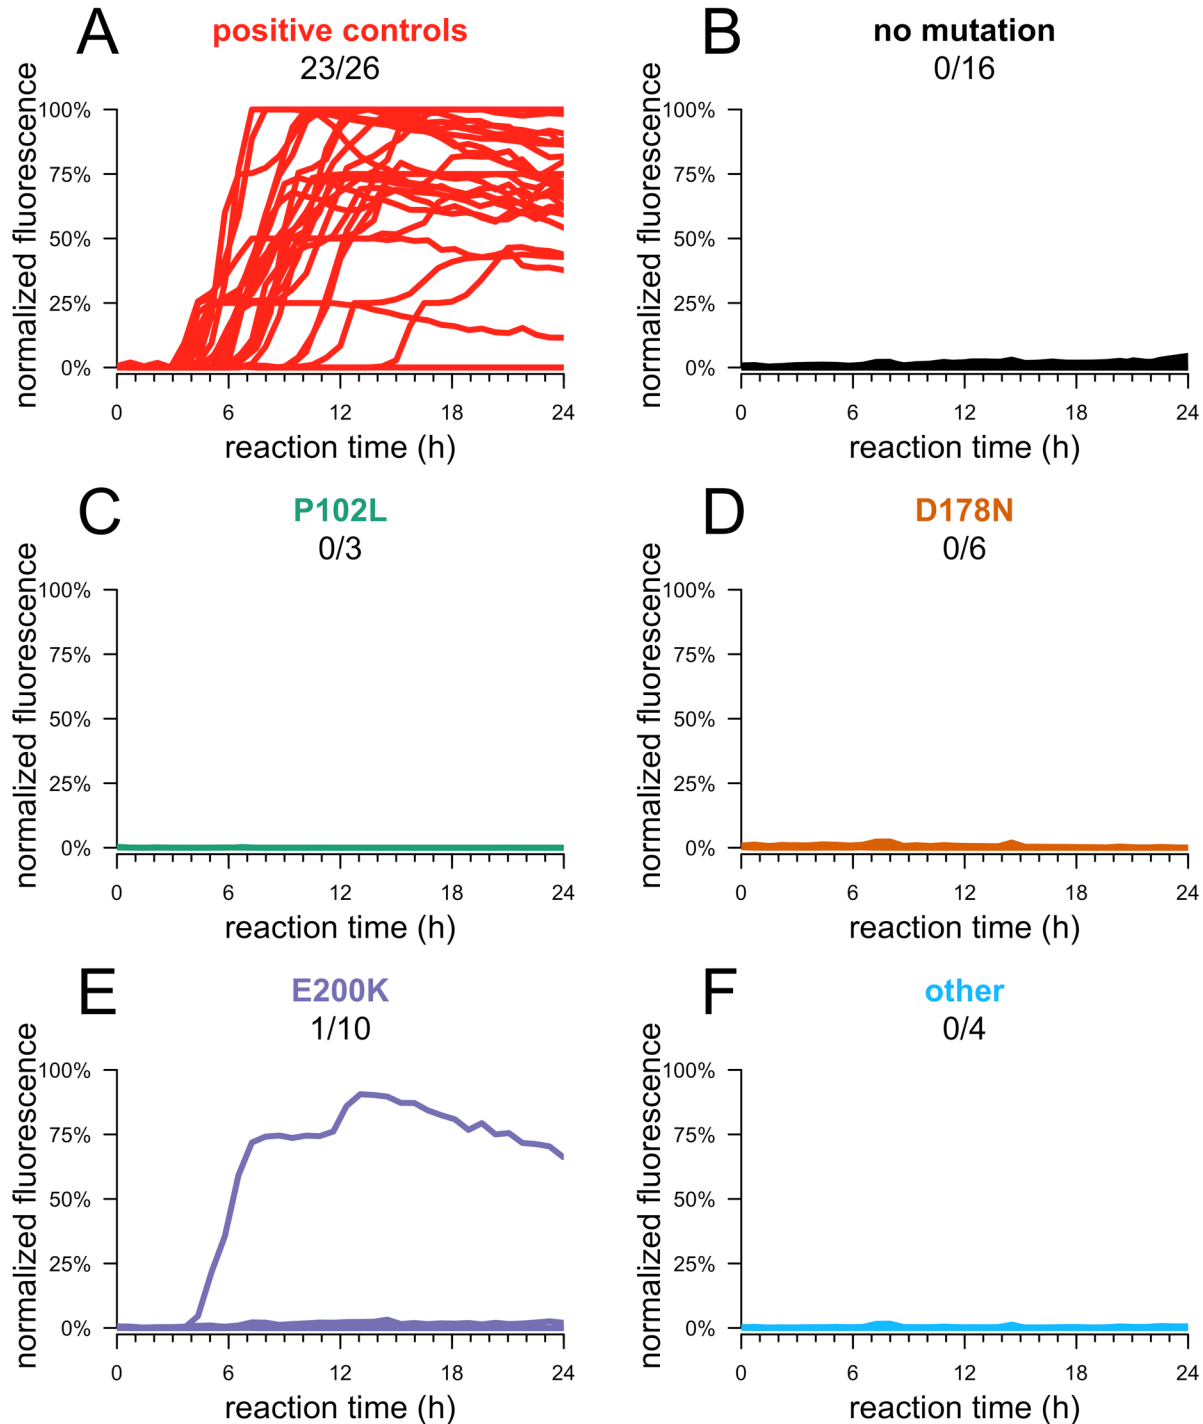 A
positive controls
23/26
normalized fluorescence
100%
75%
50%
25%
0%
0 6 12 18 24
reaction time (h)
B
no mutation
0/16
normalized fluorescence
100%
75%
50%
25%
0%
0 6 12 18 24
reaction time (h)
C
P102L
0/3
normalized fluorescence
100%
75%
50%
25%
0%
0 6 12 18 24
reaction time (h)
D
D178N
0/6
normalized fluorescence
100%
75%
50%
25%
0%
0 6 12 18 24
reaction time (h)
E
E200K
1/10
normalized fluorescence
100%
75%
50%
25%
0%
0 6 12 18 24
reaction time (h)
F
other
0/4
normalized fluorescence
100%
75%
50%
25%
0%
0 6 12 18 24
reaction time (h)